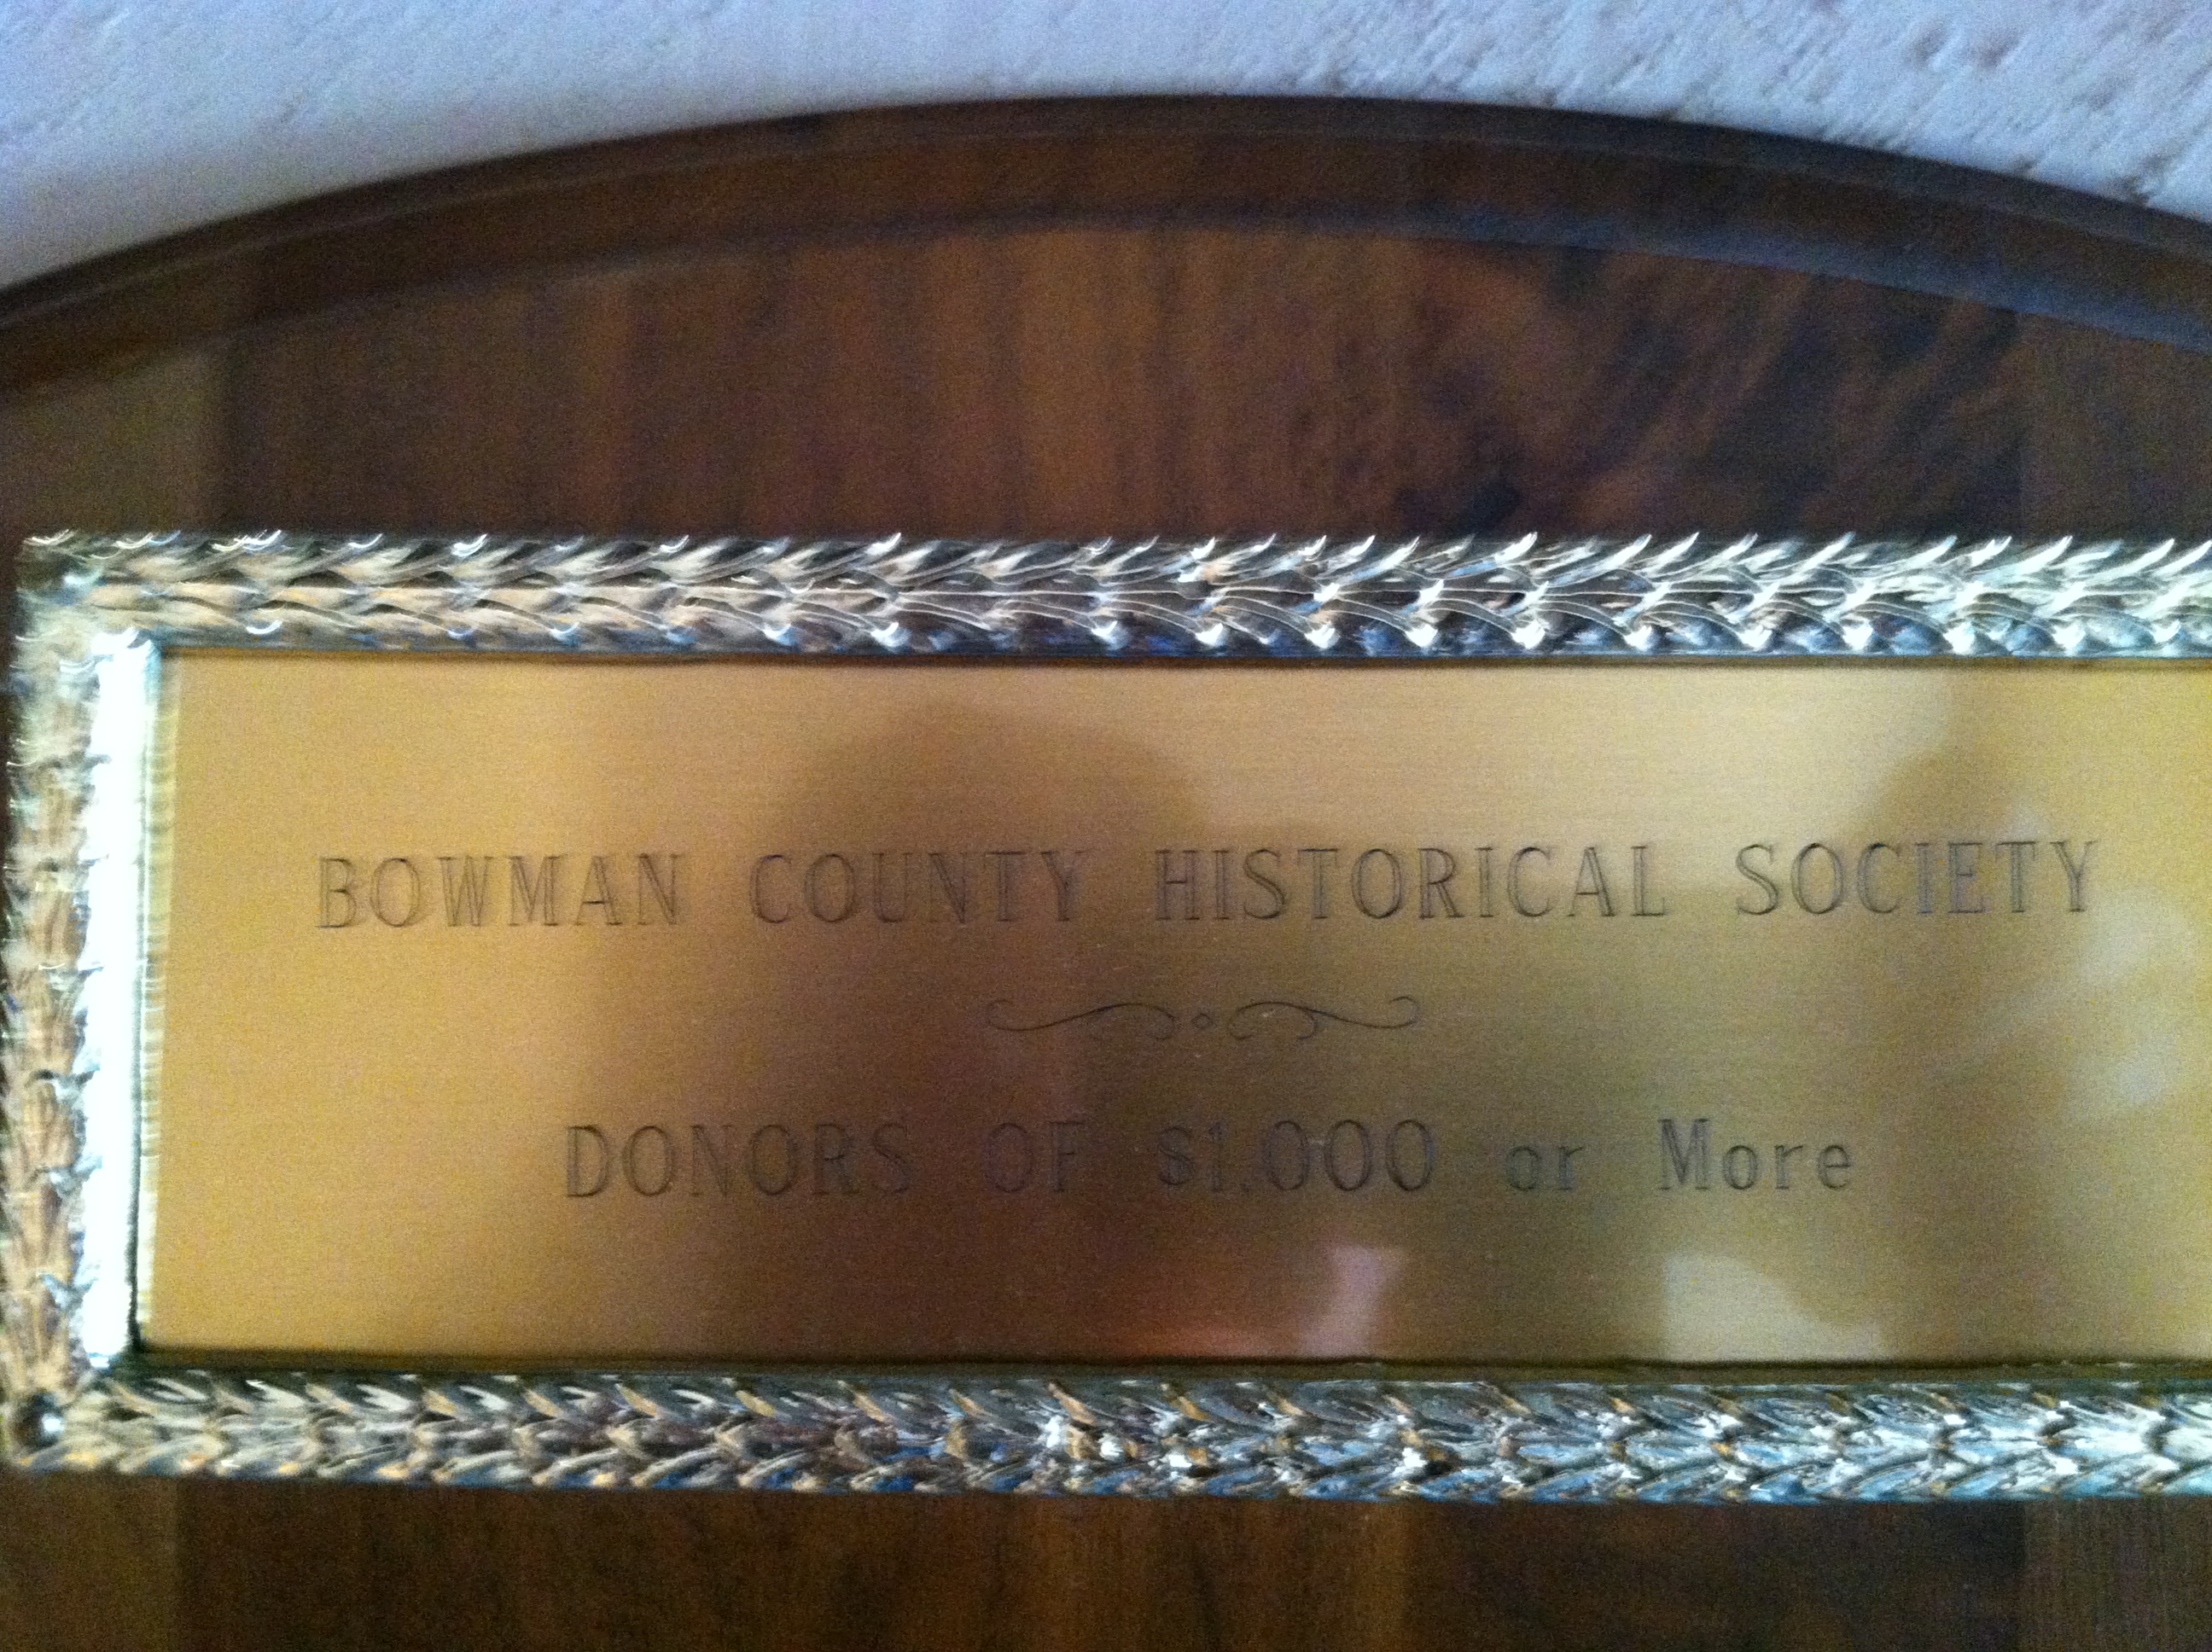 BOWMAN COUNTY HISTORICAL SOCIETY
DONORS OF $1,000 or More